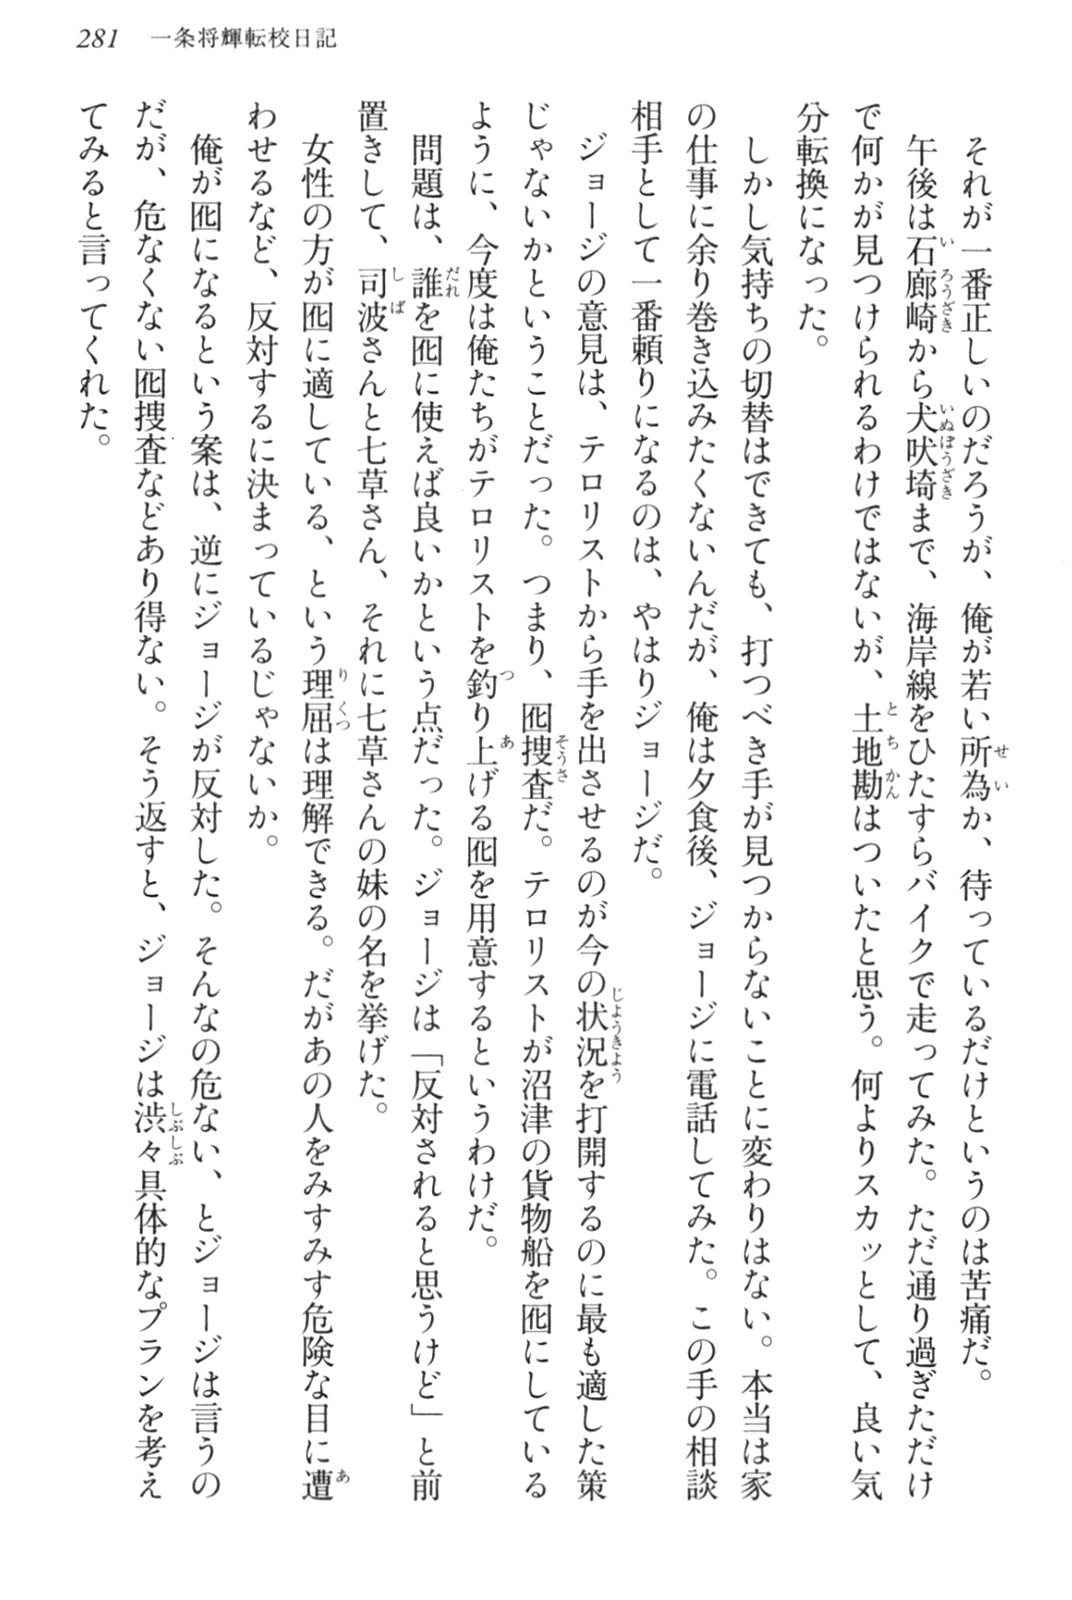 281　一条将輝転校日記
それが一番正しいのだろうが、俺が若い所為か、待っているだけというのは苦痛だ。
午後は石廊崎から犬吠埼まで、海岸線をひたすらバイクで走ってみた。ただ通り過ぎただけ
で何かが見つけられるわけではないが、土地勘はついたと思う。何よりスカッとして、良い気
分転換になった。
しかし気持ちの切替はできても、打つべき手が見つからないことに変わりはない。本当は家
の仕事に余り巻き込みたくないんだが、俺は夕食後、ジョージに電話してみた。この手の相談
相手として一番頼りになるのは、やはりジョージだ。
ジョージの意見は、テロリストから手を出させるのが今の状況を打開するのに最も適した策
じゃないかということだった。つまり、囮捜査だ。テロリストが沼津の貨物船を囮にしている
ように、今度は俺たちがテロリストを釣り上げる囮を用意するというわけだ。
問題は、誰を囮に使えば良いかという点だった。ジョージは「反対されると思うけど」と前
置きして、司波さんと七草さん、それに七草さんの妹の名を挙げた。
女性の方が囮に適している、という理屈は理解できる。だがあの人をみすみす危険な目に遭
わせるなど、反対するに決まっているじゃないか。
俺が囮になるという案は、逆にジョージが反対した。そんなの危ない、とジョージは言うの
だが、危なくない囮捜査などあり得ない。そう返すと、ジョージは渋々具体的なプランを考え
てみると言ってくれた。